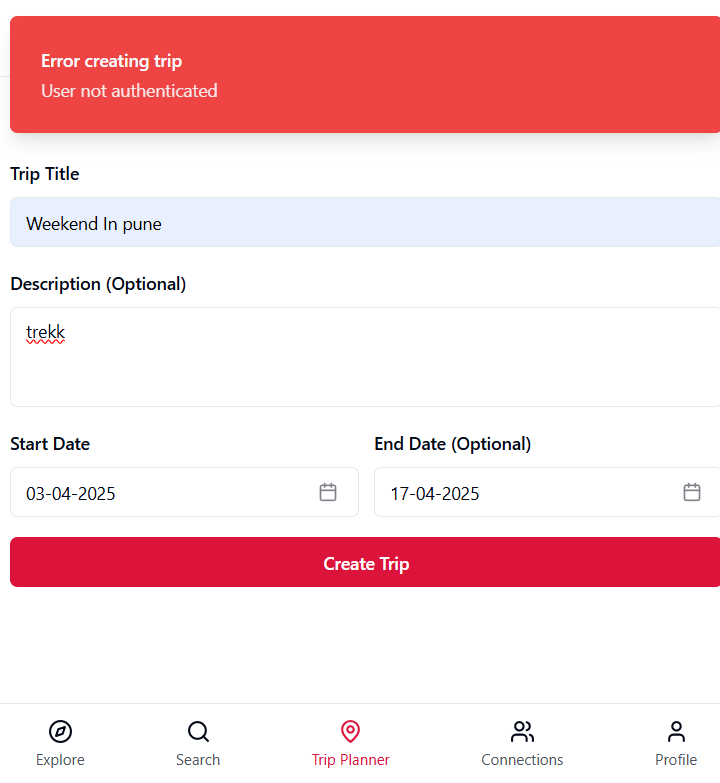 Error creating trip
User not authenticated
Trip Title
Weekend In pune
Description (Optional)
trekk
Start Date
End Date (Optional)
03-04-2025
17-04-2025
Create Trip
Explore
Search
Trip Planner
Connections
Profile